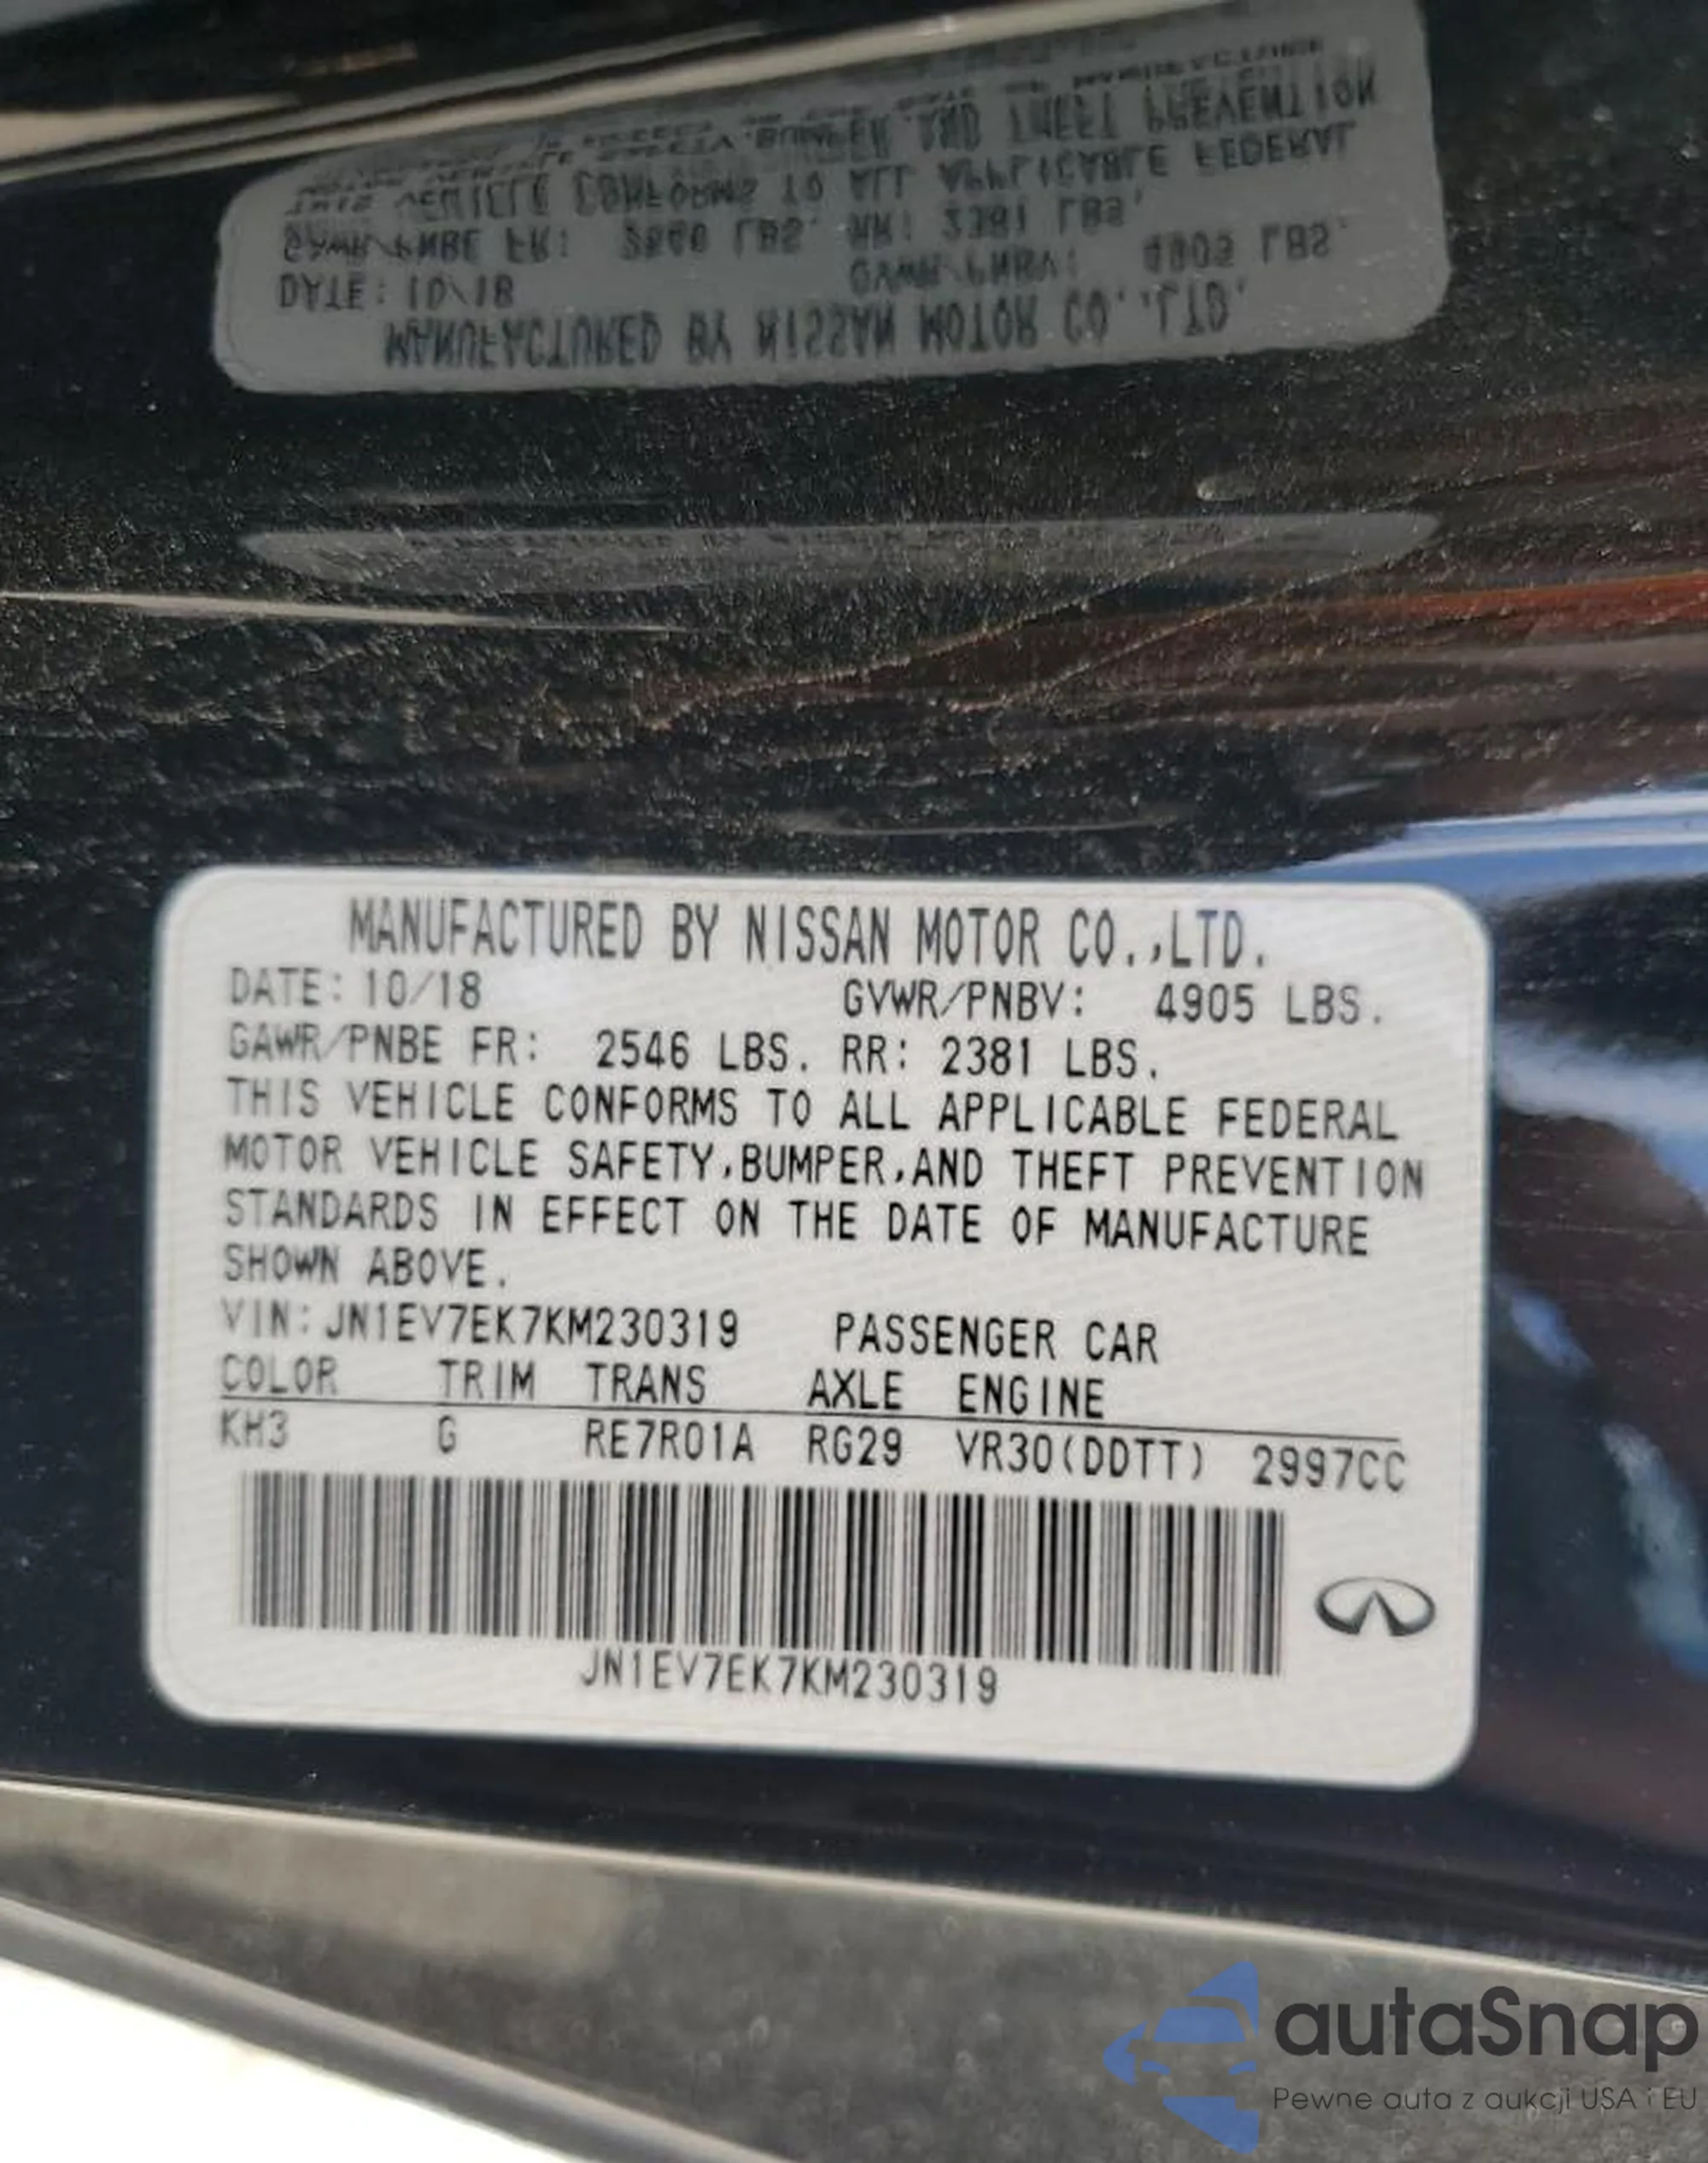 MANUFACTURED BY NISSAN MOTOR CO.,LTD.
DATE: 10/18 GVWR/PNBV: 4905 LBS.
GAWR/PNBE FR: 2546 LBS. RR: 2381 LBS.
THIS VEHICLE CONFORMS TO ALL APPLICABLE FEDERAL
MOTOR VEHICLE SAFETY,BUMPER,AND THEFT PREVENTION
STANDARDS IN EFFECT ON THE DATE OF MANUFACTURE
SHOWN ABOVE.
VIN:JN1EV7EK7KM230319 PASSENGER CAR
COLOR TRIM TRANS AXLE ENGINE
KH3 G RE7R01A RG29 VR30(DDTT) 2997CC
JN1EV7EK7KM230319
autaSnap
Pewne auta z aukcji USA i EU